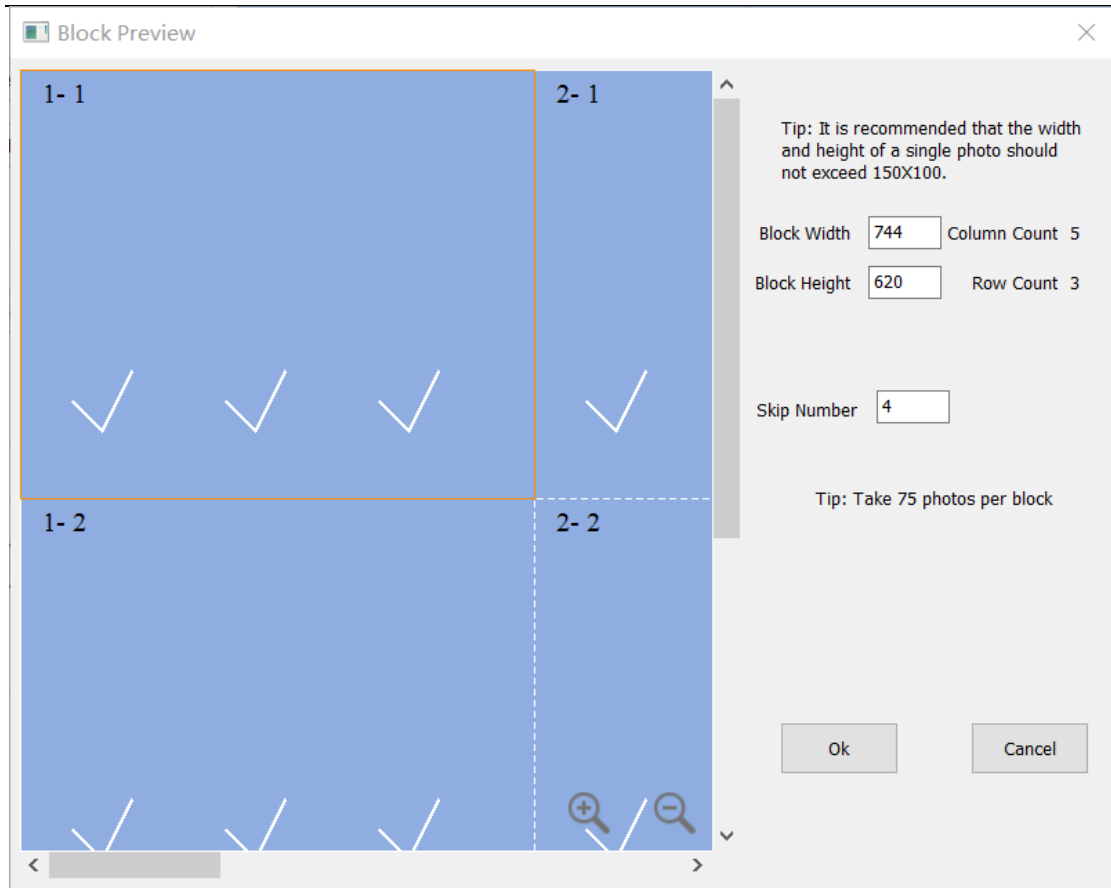 Block Preview
1- 1
2- 1
Tip: It is recommended that the width
and height of a single photo should
not exceed 150X100.
Block Width 744 Column Count 5
Block Height 620 Row Count 3
Skip Number 4
Tip: Take 75 photos per block
1- 2
2- 2
Ok
Cancel